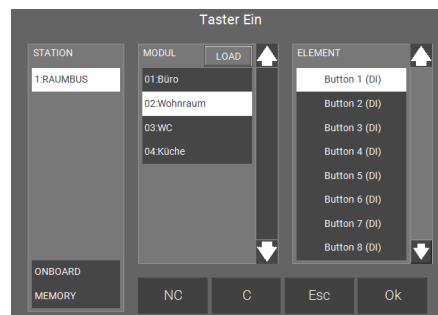 Taster Ein
STATION
1:RAUMBUS
ONBOARD
MEMORY
MODUL
LOAD
01:Büro
02:Wohnraum
03:WC
04:Küche
ELEMENT
Button 1 (DI)
Button 2 (DI)
Button 3 (DI)
Button 4 (DI)
Button 5 (DI)
Button 6 (DI)
Button 7 (DI)
Button 8 (DI)
NC
C
Esc
Ok